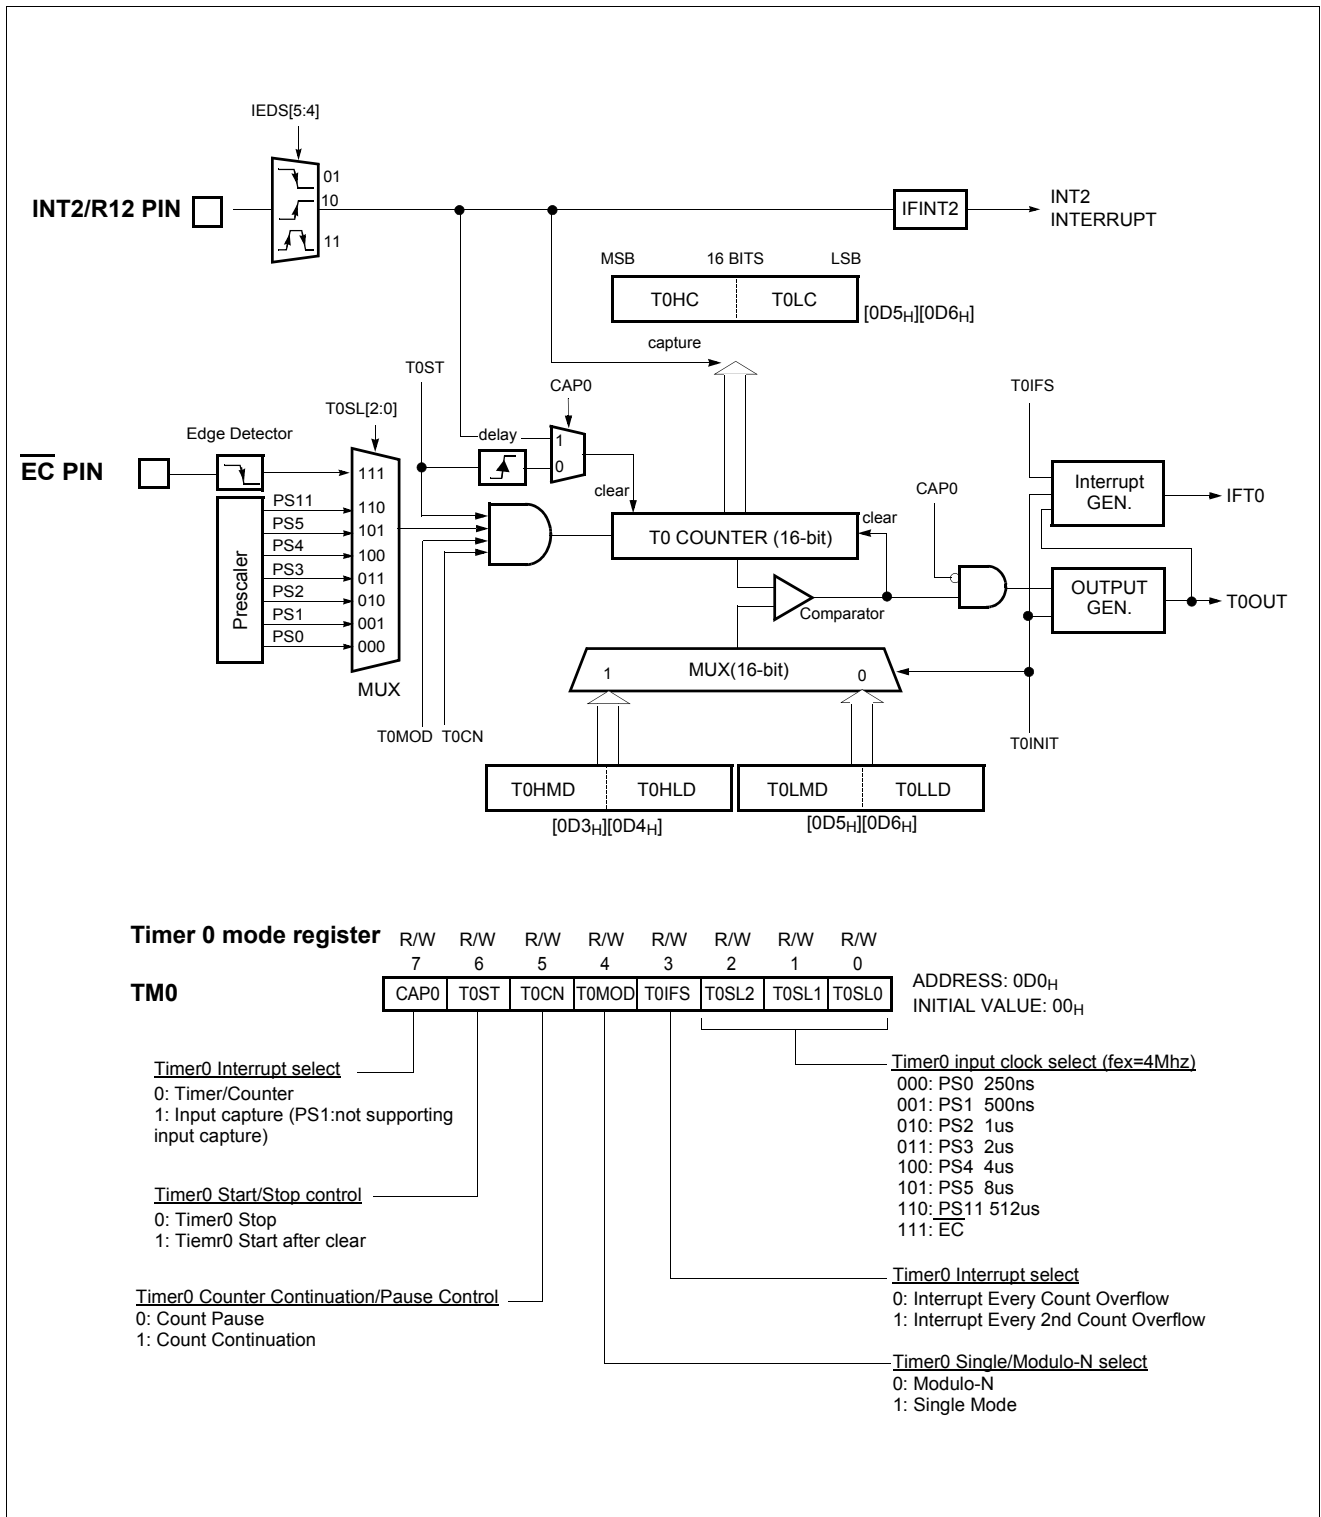 IEDS[5:4]
01
INT2/R12 PIN
10
11
IFINT2
INT2
INTERRUPT
MSB 16 BITS LSB
T0HC T0LC
[0D5H][0D6H]
capture
T0ST
CAP0
T0IFS
T0SL[2:0]
Edge Detector
delay
1
0
EC PIN
111
clear
CAP0
Interrupt
GEN.
IFT0
Prescaler
PS11 110
PS5 101
PS4 100
PS3 011
PS2 010
PS1 001
PS0 000
MUX
clear
T0 COUNTER (16-bit)
Comparator
OUTPUT
GEN.
T0OUT
1 MUX(16-bit) 0
T0MOD T0CN
T0INIT
T0HMD T0HLD
T0LMD T0LLD
[0D3H][0D4H]
[0D5H][0D6H]
Timer 0 mode register
R/W R/W R/W R/W R/W R/W R/W R/W
7 6 5 4 3 2 1 0
TM0
CAP0 T0ST T0CN T0MOD T0IFS T0SL2 T0SL1 T0SL0
ADDRESS: 0D0H
INITIAL VALUE: 00H
Timer0 Interrupt select
0: Timer/Counter
1: Input capture (PS1:not supporting
input capture)
Timer0 Start/Stop control
0: Timer0 Stop
1: Tiemr0 Start after clear
Timer0 Counter Continuation/Pause Control
0: Count Pause
1: Count Continuation
Timer0 input clock select (fex=4Mhz)
000: PS0 250ns
001: PS1 500ns
010: PS2 1us
011: PS3 2us
100: PS4 4us
101: PS5 8us
110: PS11 512us
111: EC
Timer0 Interrupt select
0: Interrupt Every Count Overflow
1: Interrupt Every 2nd Count Overflow
Timer0 Single/Modulo-N select
0: Modulo-N
1: Single Mode